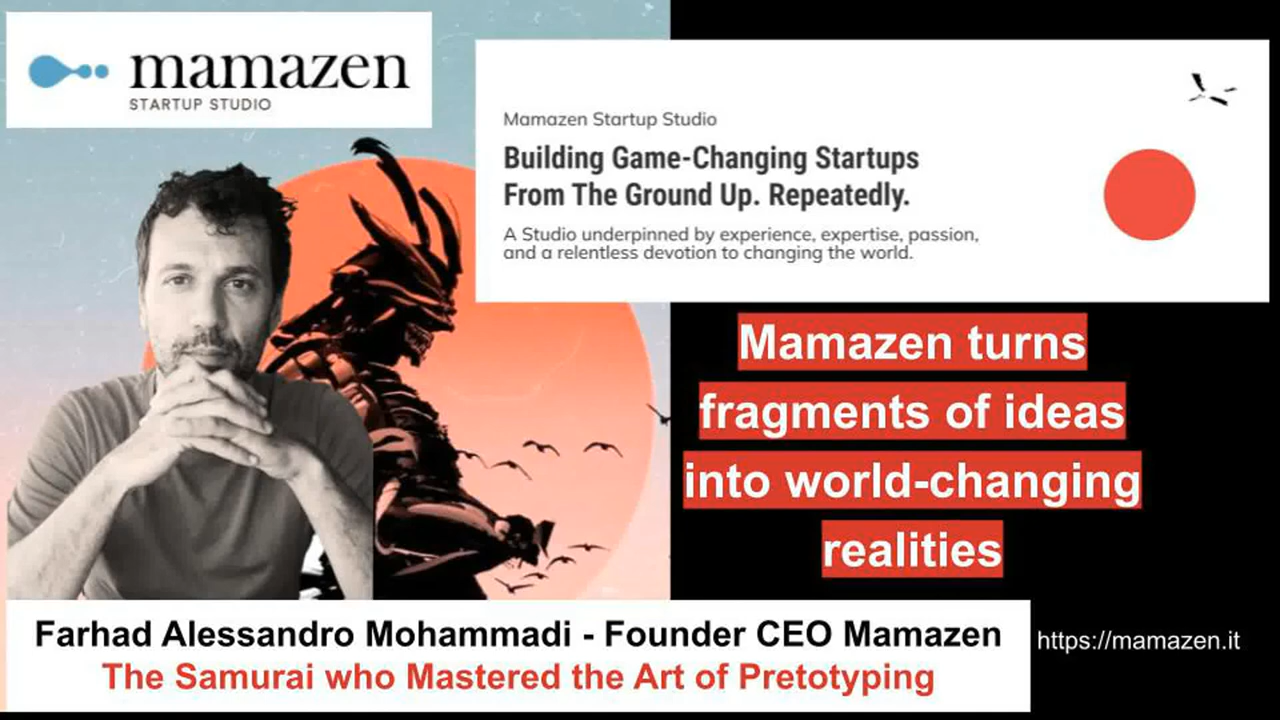 mamazen
STARTUP STUDIO
Mamazen Startup Studio
Building Game-Changing Startups
From The Ground Up. Repeatedly.
A Studio underpinned by experience, expertise, passion,
and a relentless devotion to changing the world.
Mamazen turns
fragments of ideas
into world-changing
realities
Farhad Alessandro Mohammadi - Founder CEO Mamazen
The Samurai who Mastered the Art of Pretotyping
https://mamazen.it